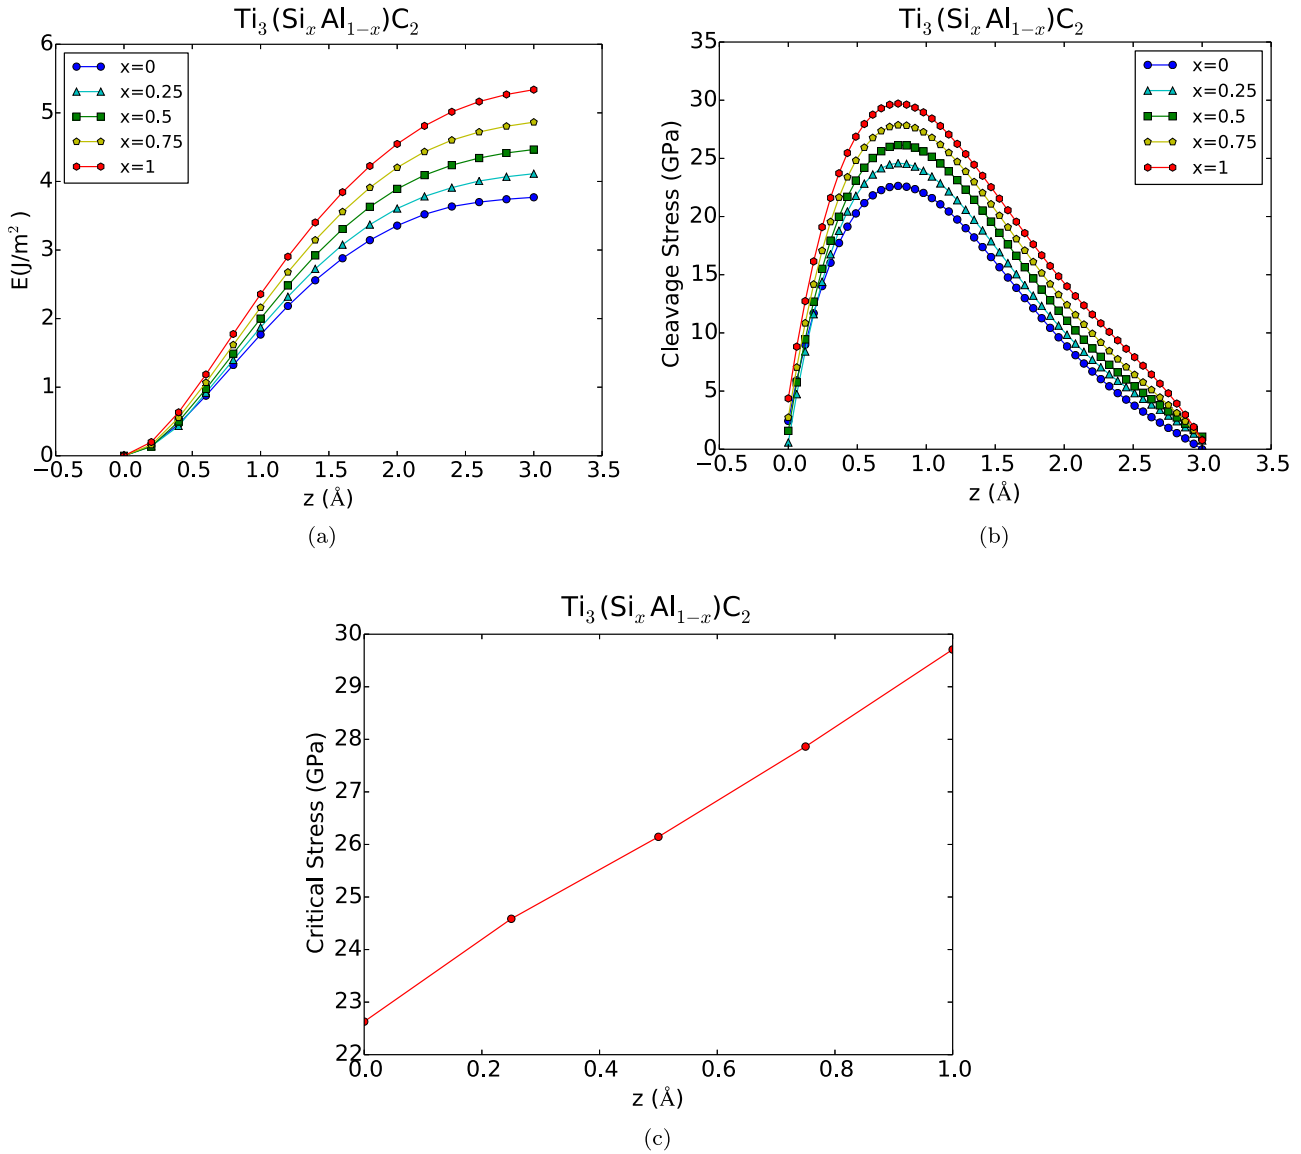 Ti₃(SiₓAl₁₋ₓ)C₂
E(J/m²)
6
5
4
3
2
1
0
x=0
x=0.25
x=0.5
x=0.75
x=1
−0.5 0.0 0.5 1.0 1.5 2.0 2.5 3.0 3.5
z (Å)
(a)
Ti₃(SiₓAl₁₋ₓ)C₂
Cleavage Stress (GPa)
35
30
25
20
15
10
5
0
x=0
x=0.25
x=0.5
x=0.75
x=1
−0.5 0.0 0.5 1.0 1.5 2.0 2.5 3.0 3.5
z (Å)
(b)
Ti₃(SiₓAl₁₋ₓ)C₂
Critical Stress (GPa)
30
29
28
27
26
25
24
23
22
0.0 0.2 0.4 0.6 0.8 1.0
z (Å)
(c)